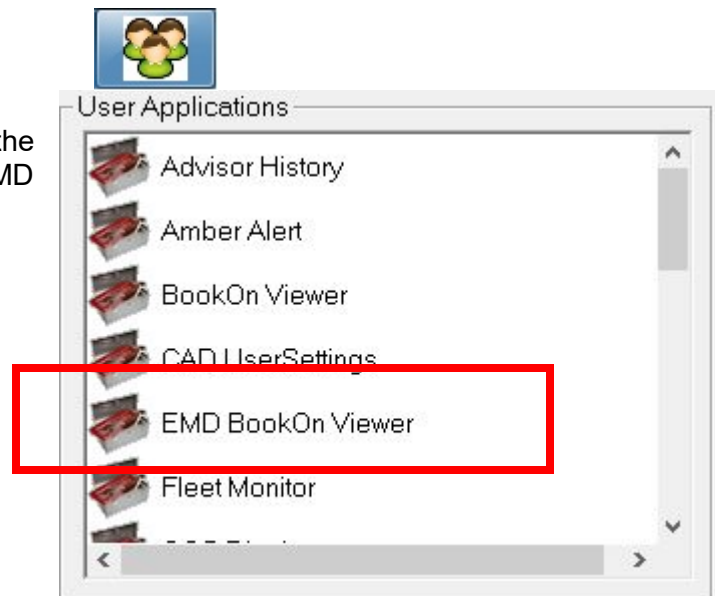 User Applications
the
MD
Advisor History
Amber Alert
BookOn Viewer
CAD UserSettings
EMD BookOn Viewer
Fleet Monitor